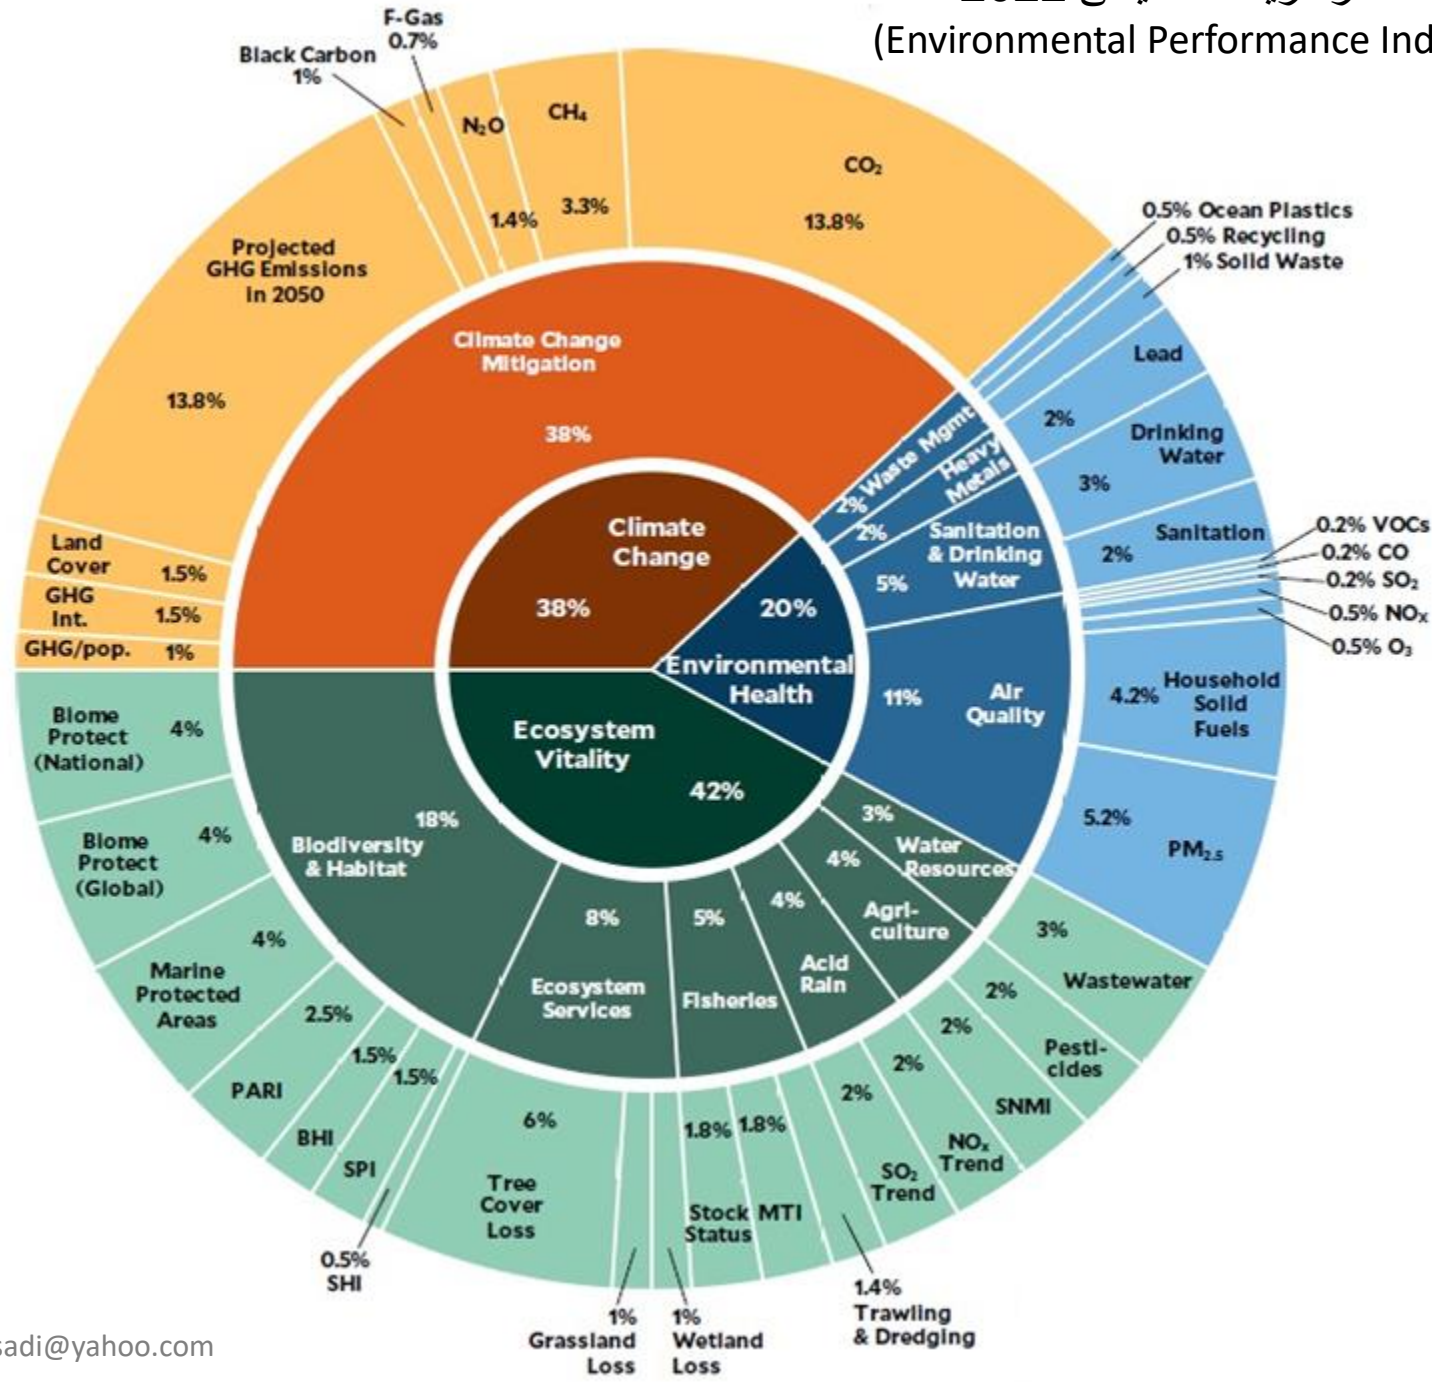 2022
(Environmental Performance Ind
F-Gas
0.7%
Black Carbon
1%
N₂O
1.4%
CH₄
3.3%
CO₂
13.8%
Projected
GHG Emissions
in 2050
13.8%
Land
Cover
1.5%
GHG
Int.
1.5%
GHG/pop.
1%
0.5% Ocean Plastics
0.5% Recycling
1% Solid Waste
Lead
2%
Drinking
Water
3%
Sanitation
2%
0.2% VOCs
0.2% CO
0.2% SO₂
0.5% NOₓ
0.5% O₃
4.2%
Household
Solid
Fuels
5.2%
PM₂.₅
Climate Change
Mitigation
38%
2% Waste Mgmt
Heavy
Metals
2%
Sanitation
& Drinking
Water
5%
11%
Air
Quality
Climate
Change
38%
20%
Environmental
Health
Ecosystem
Vitality
42%
18%
Biodiversity
& Habitat
8%
Ecosystem
Services
5%
Fisheries
4%
Acid
Rain
4%
Agri-
culture
3%
Water
Resources
Biome
Protect
(National)
4%
Biome
Protect
(Global)
4%
4%
Marine
Protected
Areas
2.5%
PARI
1.5%
BHI
1.5%
SPI
0.5%
SHI
6%
Tree
Cover
Loss
1%
Grassland
Loss
1%
Wetland
Loss
1.8%
Stock
Status
1.8%
MTI
1.4%
Trawling
& Dredging
2%
SO₂
Trend
2%
NOₓ
Trend
2%
SNMI
2%
Pesti-
cides
3%
Wastewater
sadi@yahoo.com